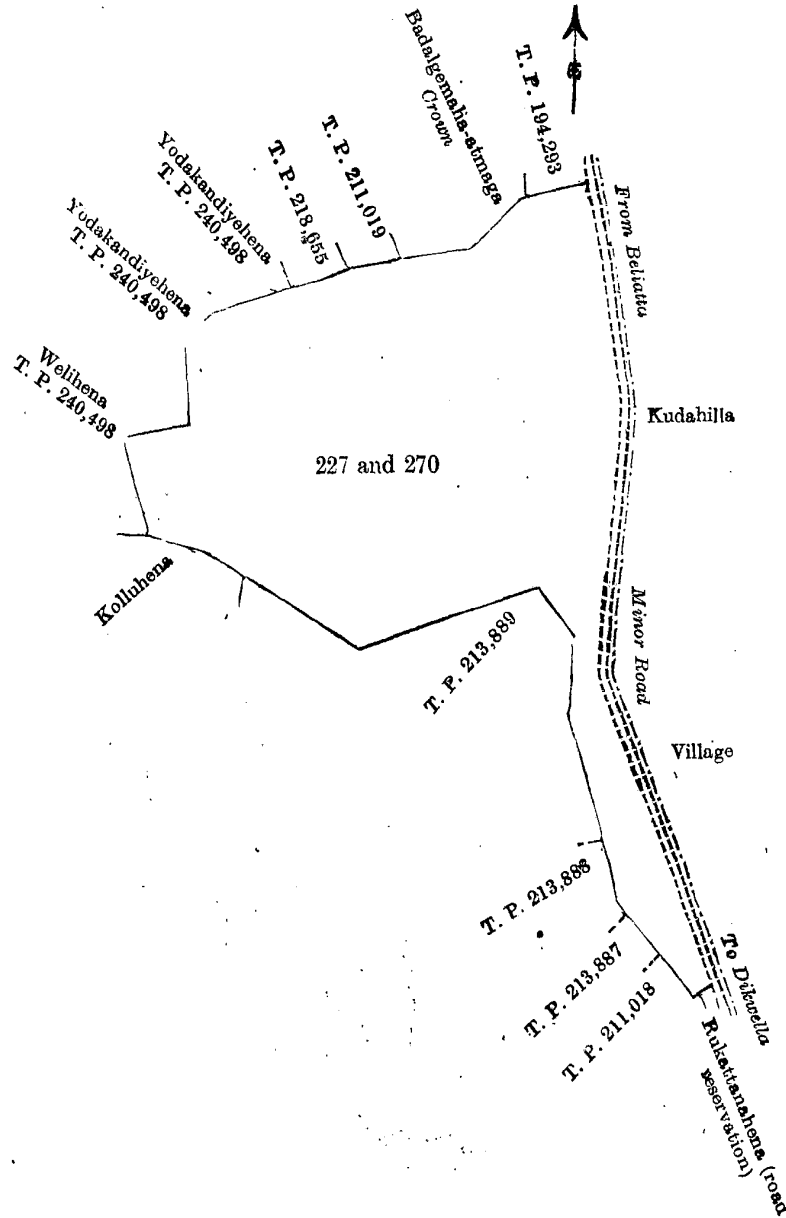 Badalgemaha-atmaga
Crown
T. P. 194,293
T. P. 211,019
T. P. 218,655
Yodakandiyehena
T. P. 240,498
Yodakandiyehena
T. P. 240,498
Welihena
T. P. 240,498
From Beliatta
Kudahilla
227 and 270
Kolluhena
T. P. 213,889
Minor Road
Village
T. P. 213,888
T. P. 213,887
T. P. 211,018
To Dikwella
Rukattanahena (road
reservation)